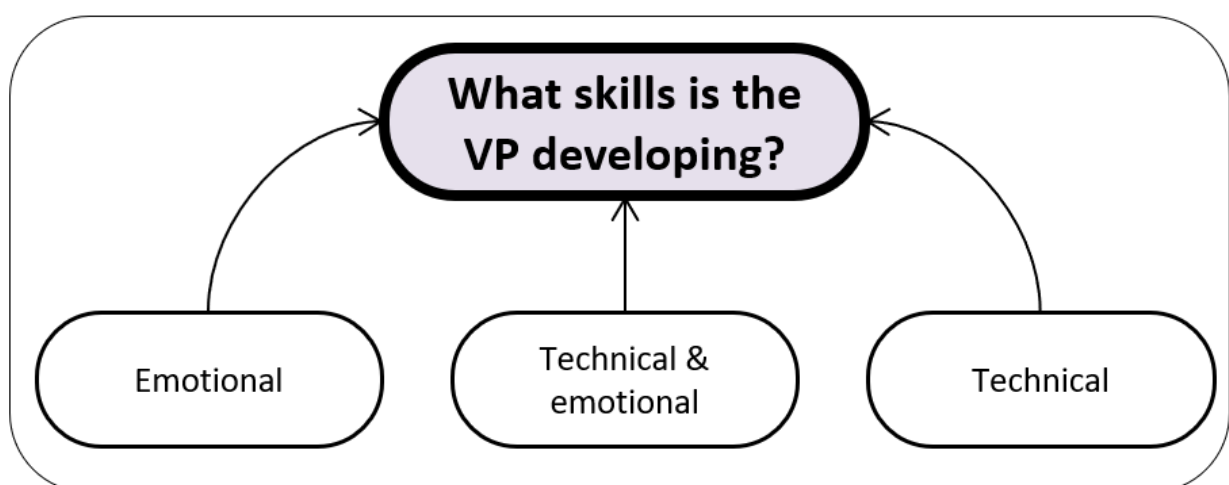 What skills is the
VP developing?
Emotional
Technical &
emotional
Technical